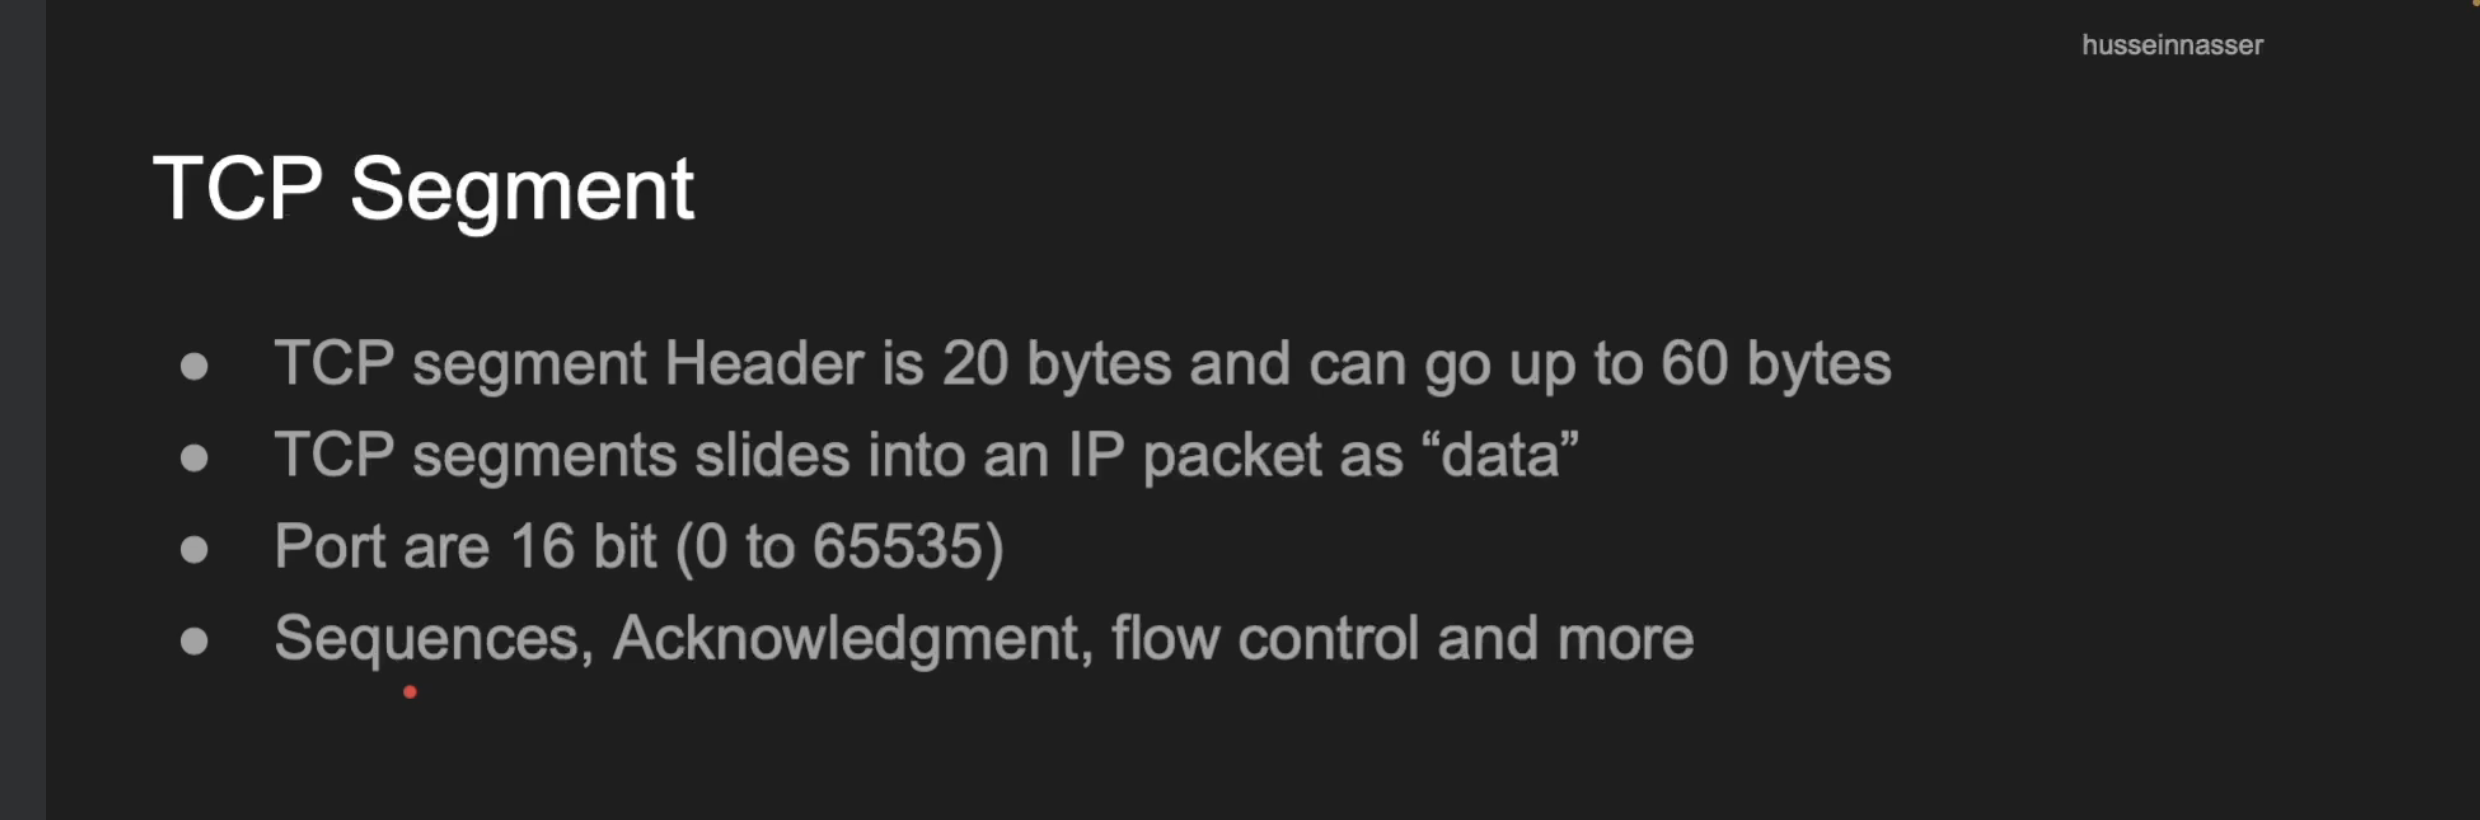 husseinnasser
TCP Segment
● TCP segment Header is 20 bytes and can go up to 60 bytes
● TCP segments slides into an IP packet as “data”
● Port are 16 bit (0 to 65535)
● Sequences, Acknowledgment, flow control and more